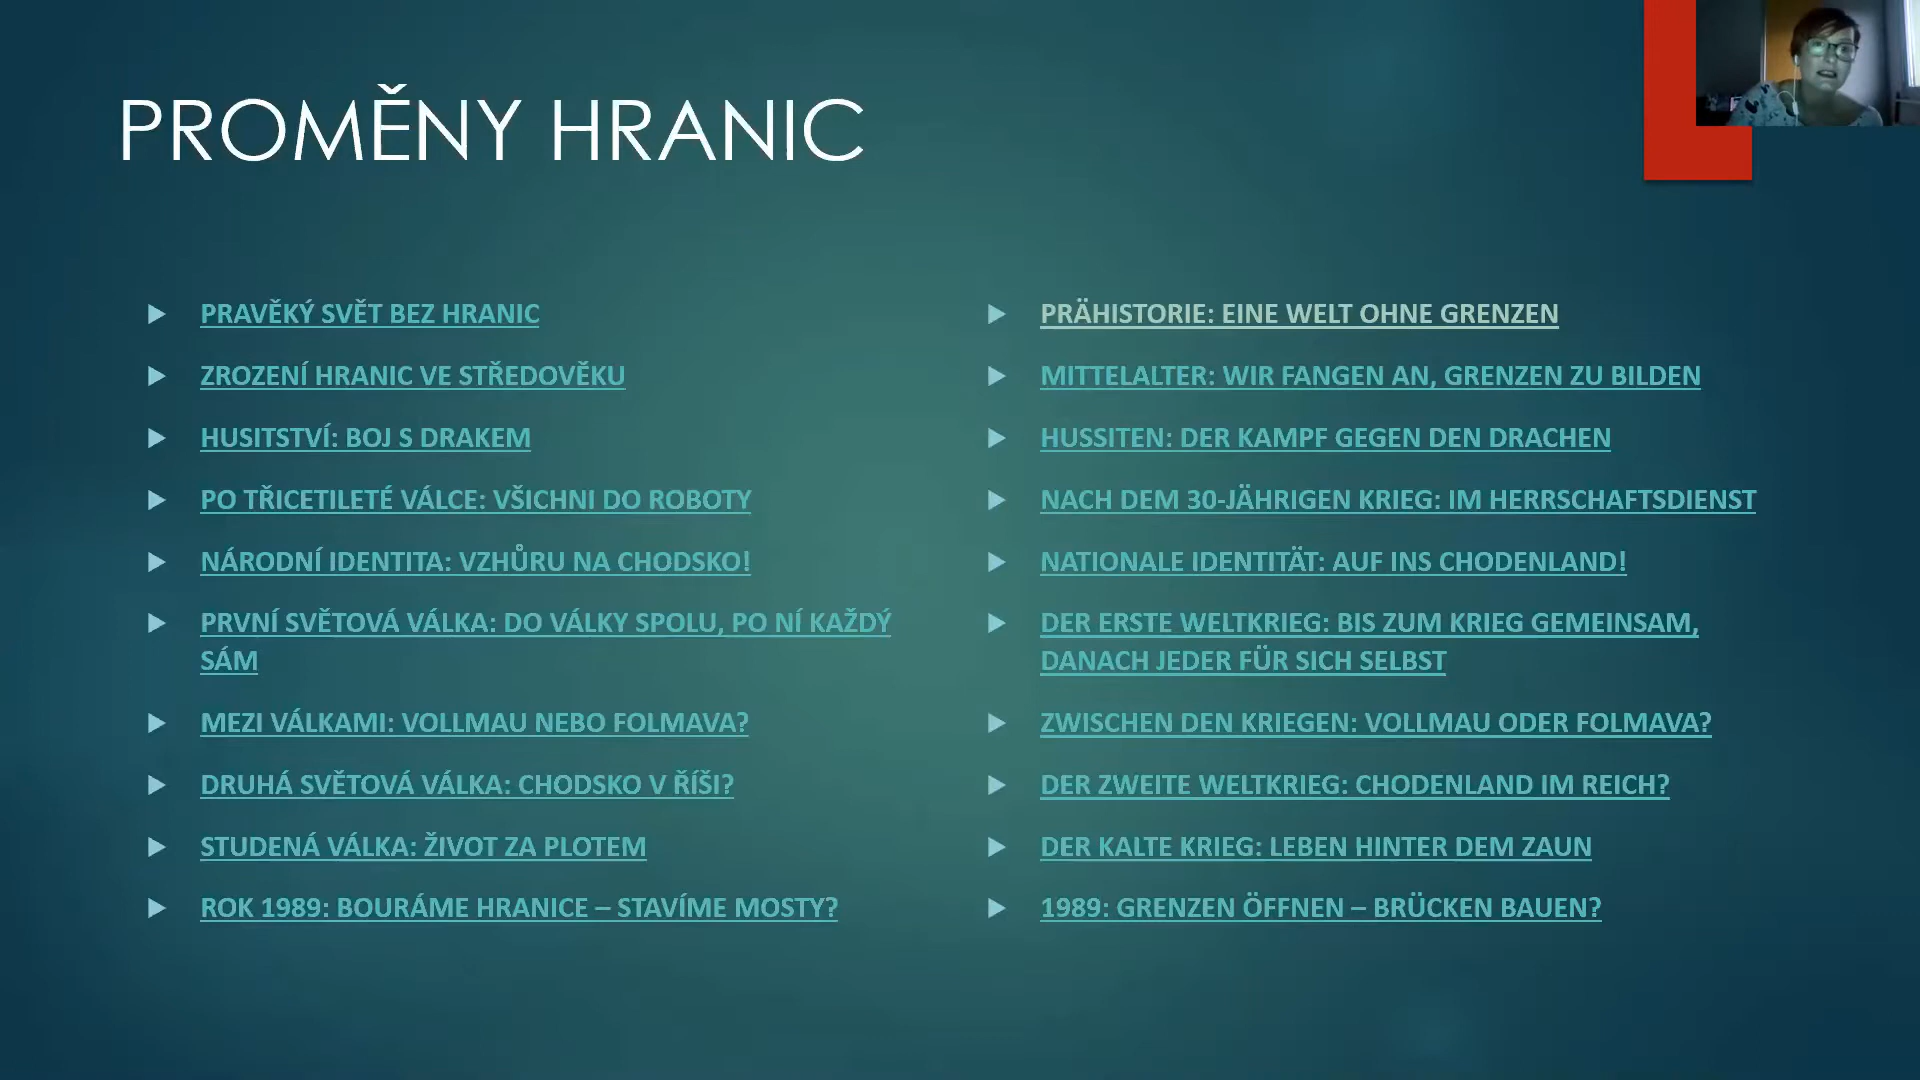 PROMĚNY HRANIC
PRAVĚKÝ SVĚT BEZ HRANIC
ZROZENÍ HRANIC VE STŘEDOVĚKU
HUSITSTVÍ: BOJ S DRAKEM
PO TŘICETILETÉ VÁLCE: VŠICHNI DO ROBOTY
NÁRODNÍ IDENTITA: VZHŮRU NA CHODSKO!
PRVNÍ SVĚTOVÁ VÁLKA: DO VÁLKY SPOLU, PO NÍ KAŽDÝ
SÁM
MEZI VÁLKAMI: VOLLMAU NEBO FOLMAVA?
DRUHÁ SVĚTOVÁ VÁLKA: CHODSKO V ŘÍŠI?
STUDENÁ VÁLKA: ŽIVOT ZA PLOTEM
ROK 1989: BOURÁME HRANICE – STAVÍME MOSTY?
PRÄHISTORIE: EINE WELT OHNE GRENZEN
MITTELALTER: WIR FANGEN AN, GRENZEN ZU BILDEN
HUSSITEN: DER KAMPF GEGEN DEN DRACHEN
NACH DEM 30-JÄHRIGEN KRIEG: IM HERRSCHAFTSDIENST
NATIONALE IDENTITÄT: AUF INS CHODENLAND!
DER ERSTE WELTKRIEG: BIS ZUM KRIEG GEMEINSAM,
DANACH JEDER FÜR SICH SELBST
ZWISCHEN DEN KRIEGEN: VOLLMAU ODER FOLMAVA?
DER ZWEITE WELTKRIEG: CHODENLAND IM REICH?
DER KALTE KRIEG: LEBEN HINTER DEM ZAUN
1989: GRENZEN ÖFFNEN – BRÜCKEN BAUEN?